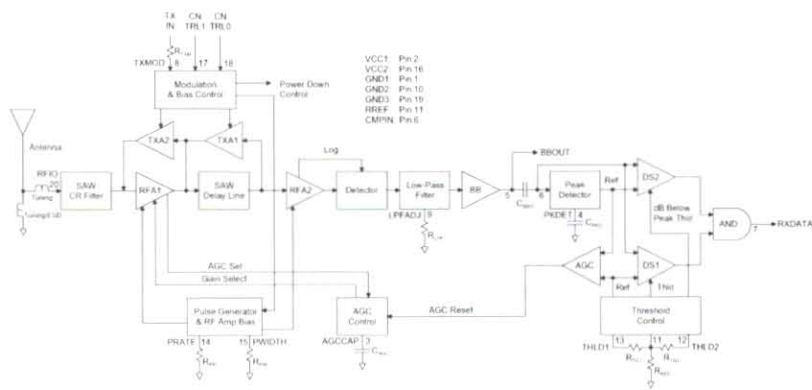 TX
IN
CN
TRL1
CN
TRL0
TXMOD
8
17
18
Modulation
& Bias Control
Power Down
Control
VCC1 Pin 2
VCC2 Pin 16
GND1 Pin 1
GND2 Pin 10
GND3 Pin 19
RREF Pin 11
CMPIN Pin 6
Antenna
TXA2
TXA1
Log
BBOUT
RFIO
20
Tuning
SAW
CR Filter
RFA1
SAW
Delay Line
RFA2
Detector
Low-Pass
Filter
BB
5
6
Peak
Detector
Ref
DS2
LPFADJ
9
PKDET
4
dB Below
Peak Thld
AND
7
RXDATA
AGC Set
Gain Select
AGC
DS1
Ref
Thld
Pulse Generator
& RF Amp Bias
AGC
Control
AGC Reset
Threshold
Control
PRATE
14
15
PWIDTH
AGCCAP
3
THLD1
13
11
12
THLD2